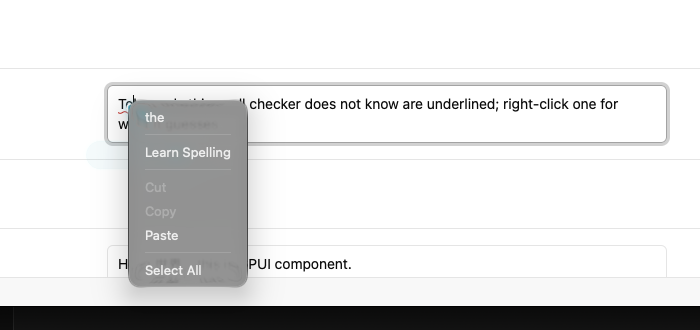 checker does not know are underlined; right-click one for
the
Learn Spelling
Cut
Copy
Paste
Select All
PUI component.